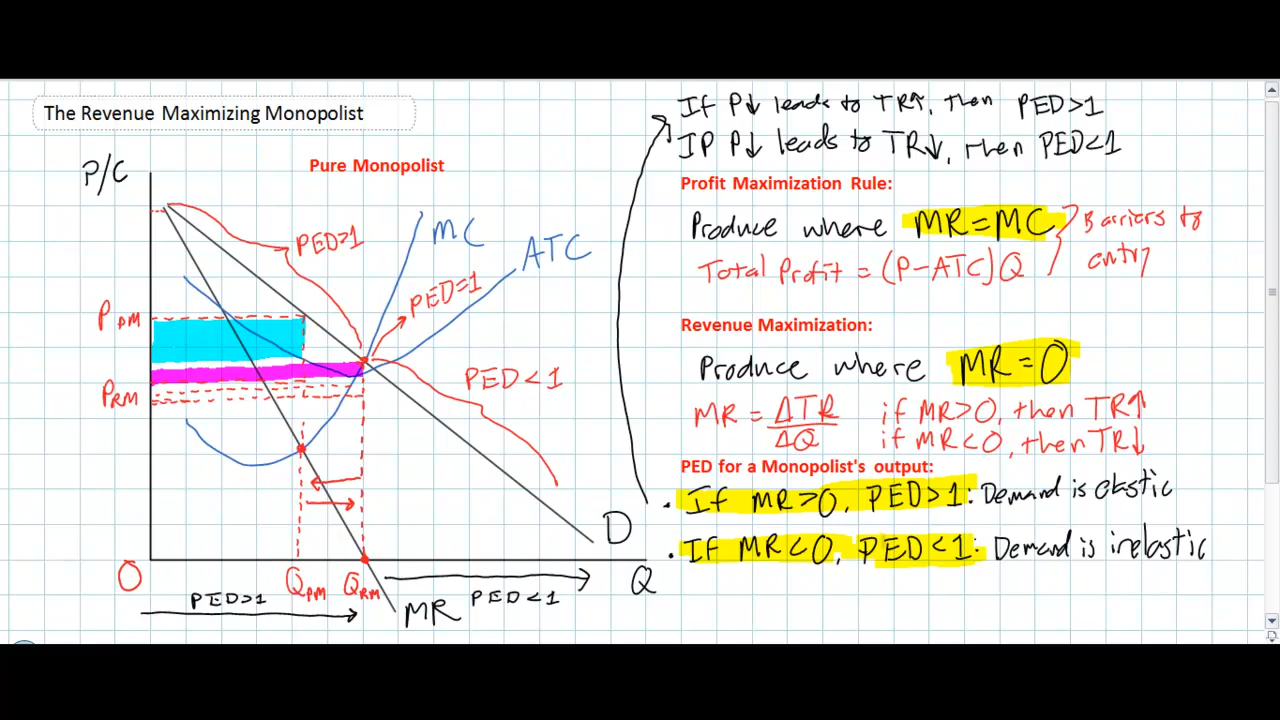 The Revenue Maximizing Monopolist
If P↓ leads to TR↑, then PED>1
IP P↓ leads to TR↓, then PED<1
P/C
Pure Monopolist
Profit Maximization Rule:
Produce where MR=MC
Barriers to
entry
Total Profit = (P-ATC)Q
PED>1
MC
ATC
PED=1
P_PM
Revenue Maximization:
Produce where MR=0
PED<1
P_RM
MR = ΔTR/ΔQ
if MR>0, then TR↑
if MR<0, then TR↓
PED for a Monopolist's output:
• If MR>0, PED>1: Demand is elastic
• If MR<0, PED<1: Demand is inelastic
D
O
Q_PM
Q_RM
Q
PED>1
MR
PED<1